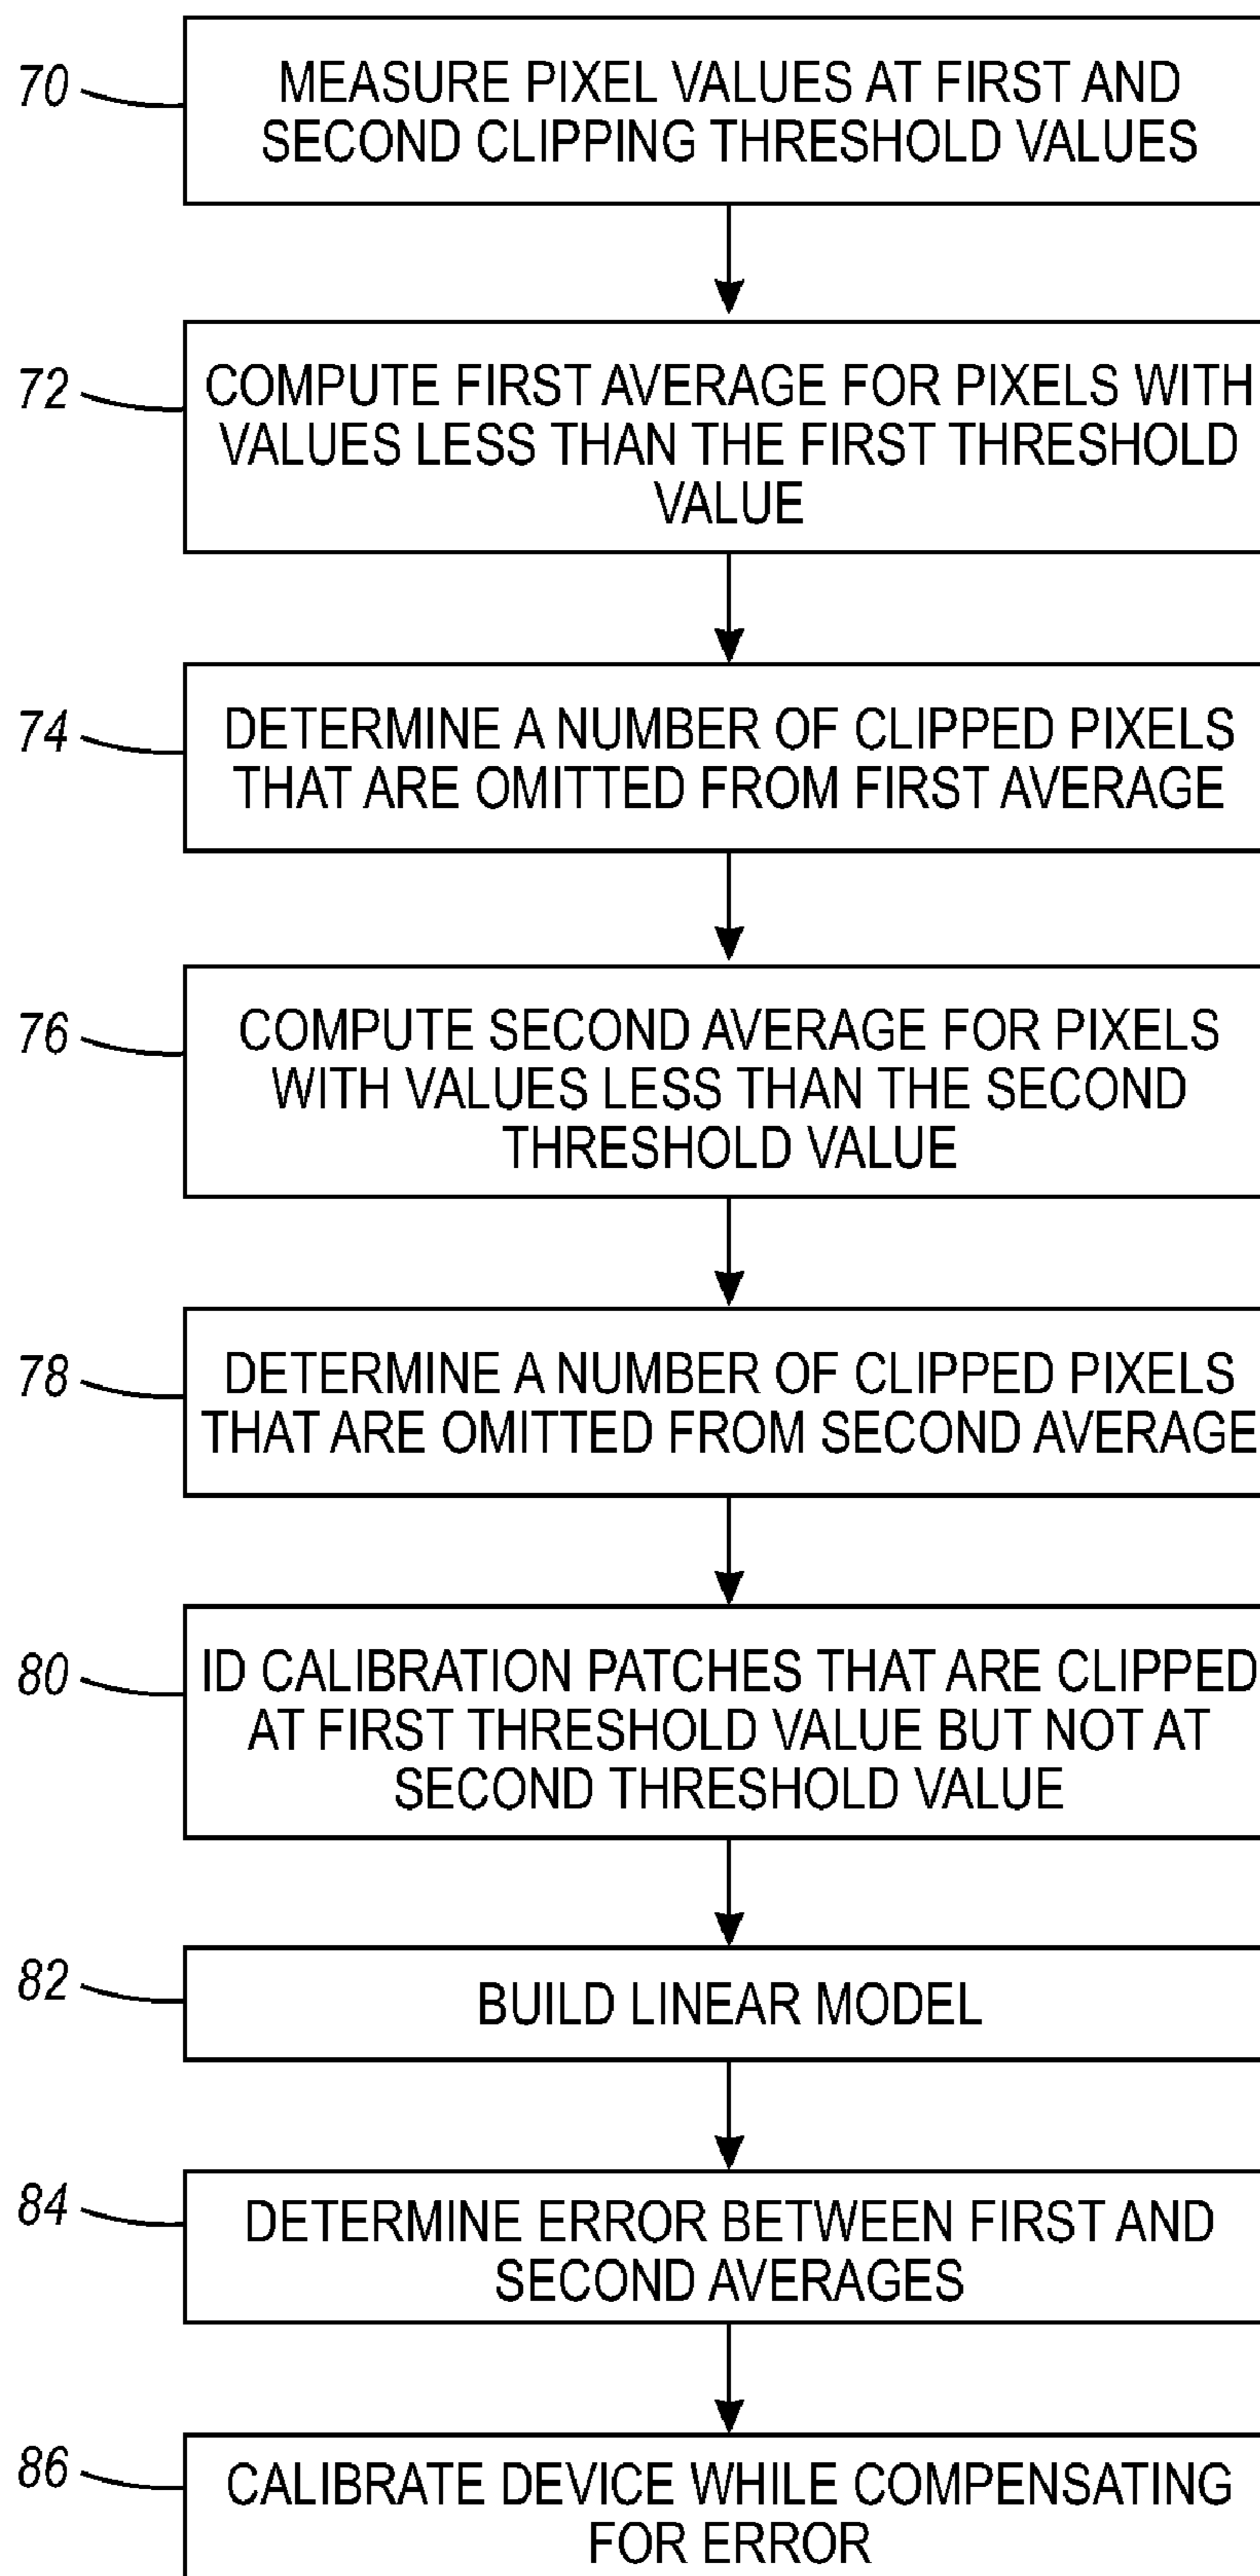 70
MEASURE PIXEL VALUES AT FIRST AND
SECOND CLIPPING THRESHOLD VALUES
72
COMPUTE FIRST AVERAGE FOR PIXELS WITH
VALUES LESS THAN THE FIRST THRESHOLD
VALUE
74
DETERMINE A NUMBER OF CLIPPED PIXELS
THAT ARE OMITTED FROM FIRST AVERAGE
76
COMPUTE SECOND AVERAGE FOR PIXELS
WITH VALUES LESS THAN THE SECOND
THRESHOLD VALUE
78
DETERMINE A NUMBER OF CLIPPED PIXELS
THAT ARE OMITTED FROM SECOND AVERAGE
80
ID CALIBRATION PATCHES THAT ARE CLIPPED
AT FIRST THRESHOLD VALUE BUT NOT AT
SECOND THRESHOLD VALUE
82
BUILD LINEAR MODEL
84
DETERMINE ERROR BETWEEN FIRST AND
SECOND AVERAGES
86
CALIBRATE DEVICE WHILE COMPENSATING
FOR ERROR